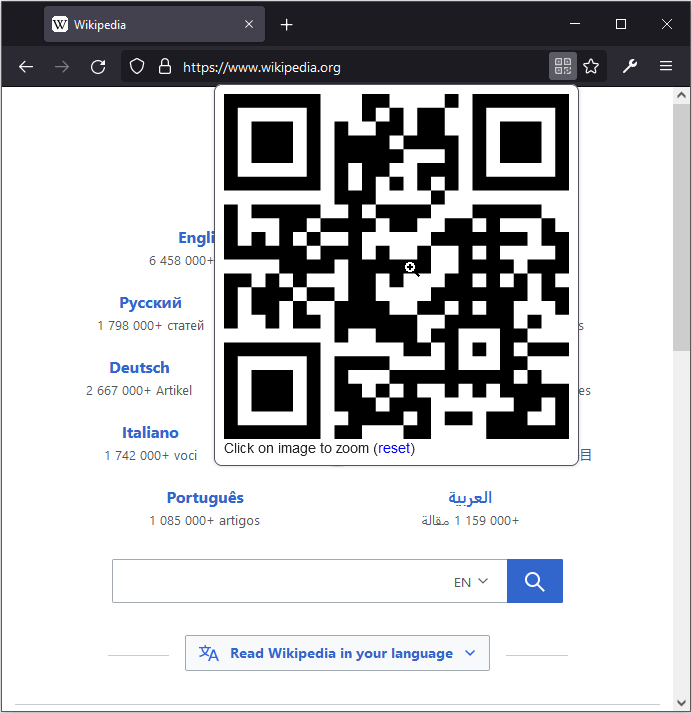 W Wikipedia
https://www.wikipedia.org
Engli
6 458 000+
Русский
1 798 000+ статей
s
Deutsch
2 667 000+ Artikel
es
Italiano
1 742 000+ voci
目
Click on image to zoom (reset)
Português
1 085 000+ artigos
العربية
1 159 000+ مقالة
EN
Read Wikipedia in your language